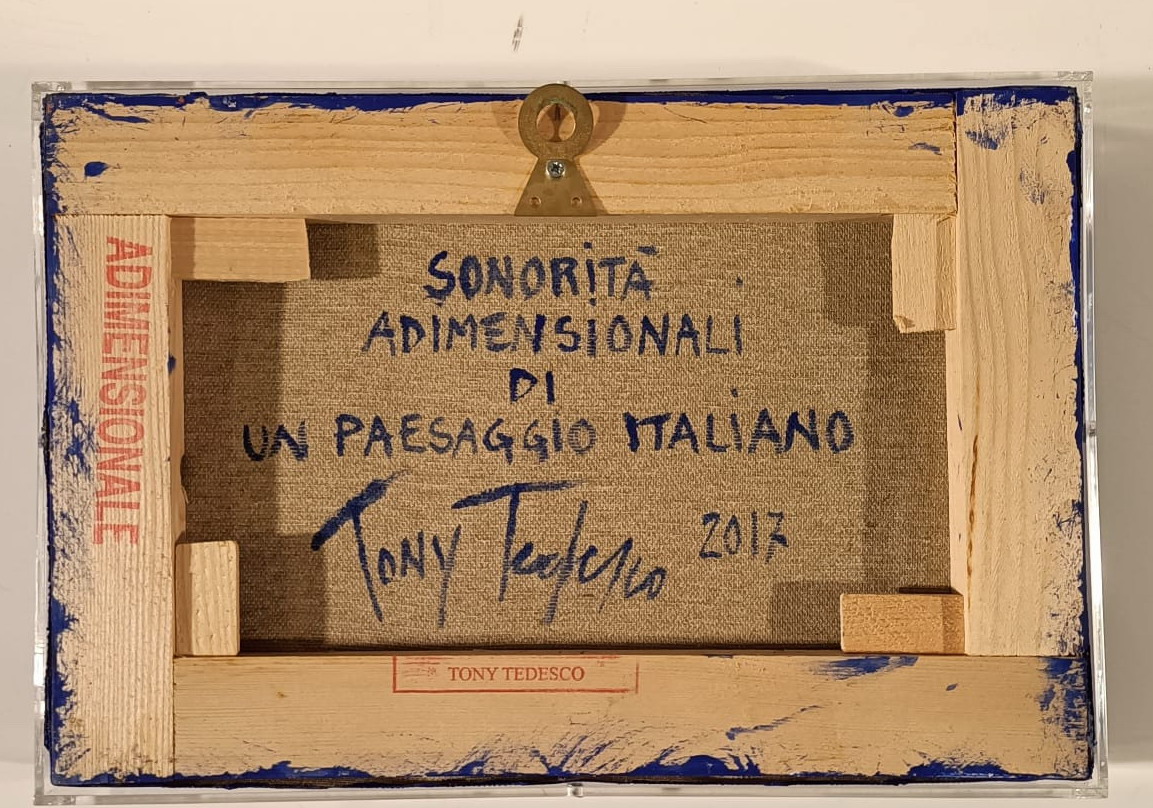 SONORITÀ
ADIMENSIONALI
DI
UN PAESAGGIO ITALIANO
Tony Tedesco 2017
ADIMENSIONALE
TONY TEDESCO